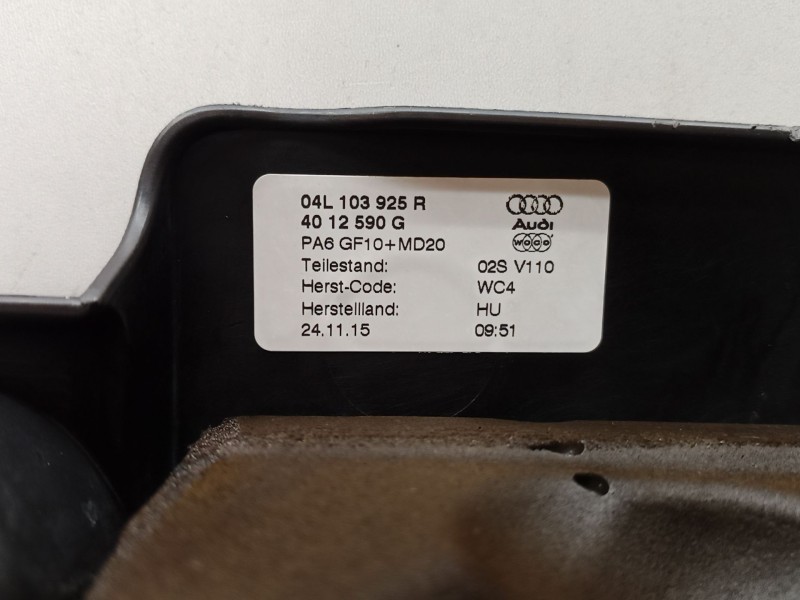 04L 103 925 R
40 12 590 G
PA6 GF10+MD20
Audi
woco
Teilestand: 02S V110
Herst-Code: WC4
Herstellland: HU
24.11.15 09:51